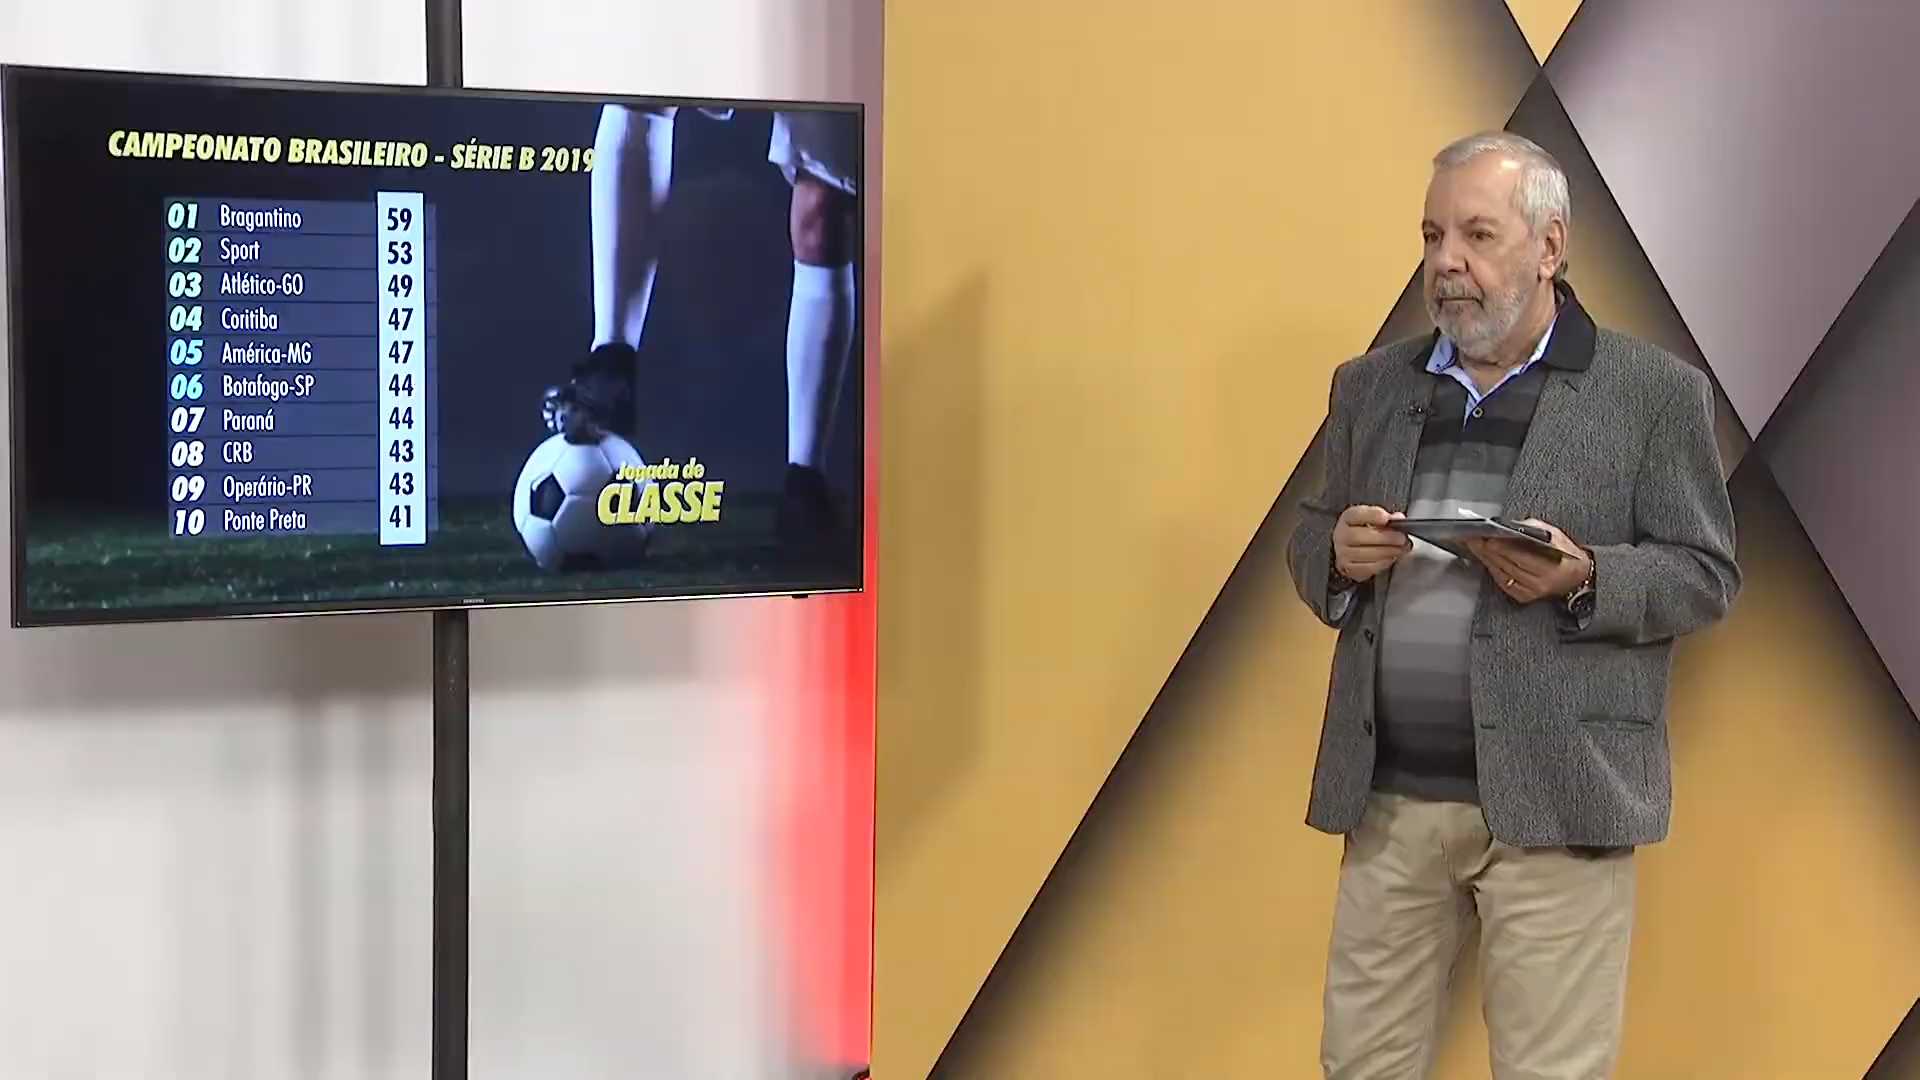 CAMPEONATO BRASILEIRO - SÉRIE B 2019
01 Bragantino 59
02 Sport 53
03 Atlético-GO 49
04 Coritiba 47
05 América-MG 47
06 Botafogo-SP 44
07 Paraná 44
08 CRB 43
09 Operário-PR 43
10 Ponte Preta 41
Jogada de
CLASSE
SAMSUNG